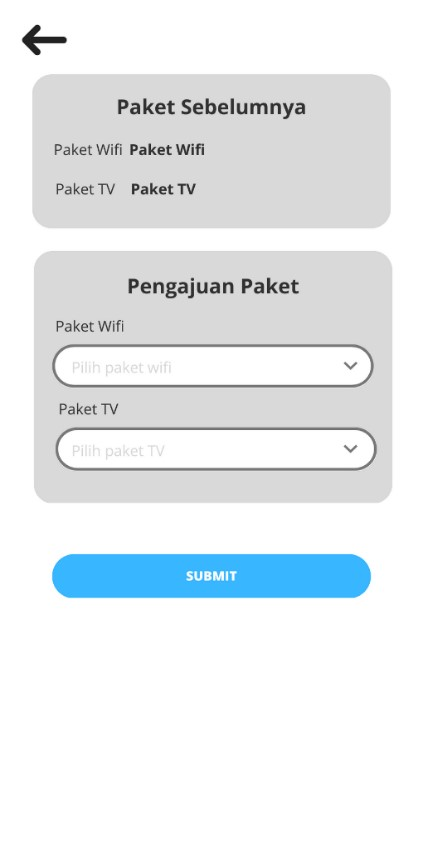 Paket Sebelumnya
Paket Wifi Paket Wifi
Paket TV Paket TV
Pengajuan Paket
Paket Wifi
Pilih paket wifi
Paket TV
Pilih paket TV
SUBMIT